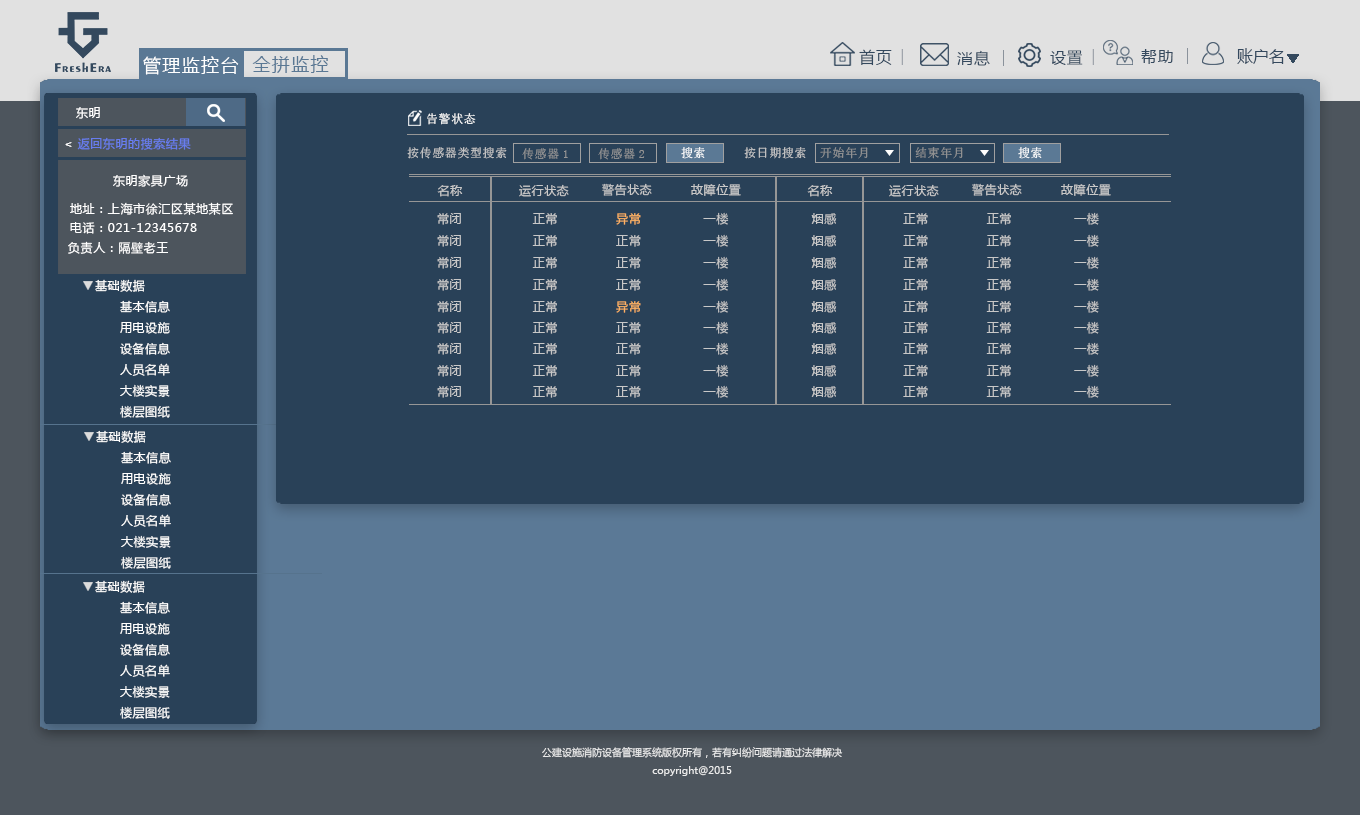 FRESHERA
管理监控台 全拼监控
首页 | 消息 | 设置 | 帮助 | 账户名
东明
< 返回东明的搜索结果
东明家具广场
地址：上海市徐汇区某地某区
电话：021-12345678
负责人：隔壁老王
▼基础数据
基本信息
用电设施
设备信息
人员名单
大楼实景
楼层图纸
▼基础数据
基本信息
用电设施
设备信息
人员名单
大楼实景
楼层图纸
▼基础数据
基本信息
用电设施
设备信息
人员名单
大楼实景
楼层图纸
告警状态
按传感器类型搜索 传感器 1 传感器 2 搜索 按日期搜索 开始年月 结束年月 搜索
名称 运行状态 警告状态 故障位置 名称 运行状态 警告状态 故障位置
常闭 正常 异常 一楼 烟感 正常 正常 一楼
常闭 正常 正常 一楼 烟感 正常 正常 一楼
常闭 正常 正常 一楼 烟感 正常 正常 一楼
常闭 正常 正常 一楼 烟感 正常 正常 一楼
常闭 正常 异常 一楼 烟感 正常 正常 一楼
常闭 正常 正常 一楼 烟感 正常 正常 一楼
常闭 正常 正常 一楼 烟感 正常 正常 一楼
常闭 正常 正常 一楼 烟感 正常 正常 一楼
常闭 正常 正常 一楼 烟感 正常 正常 一楼
公建设施消防设备管理系统版权所有，若有纠纷问题请通过法律解决
copyright@2015